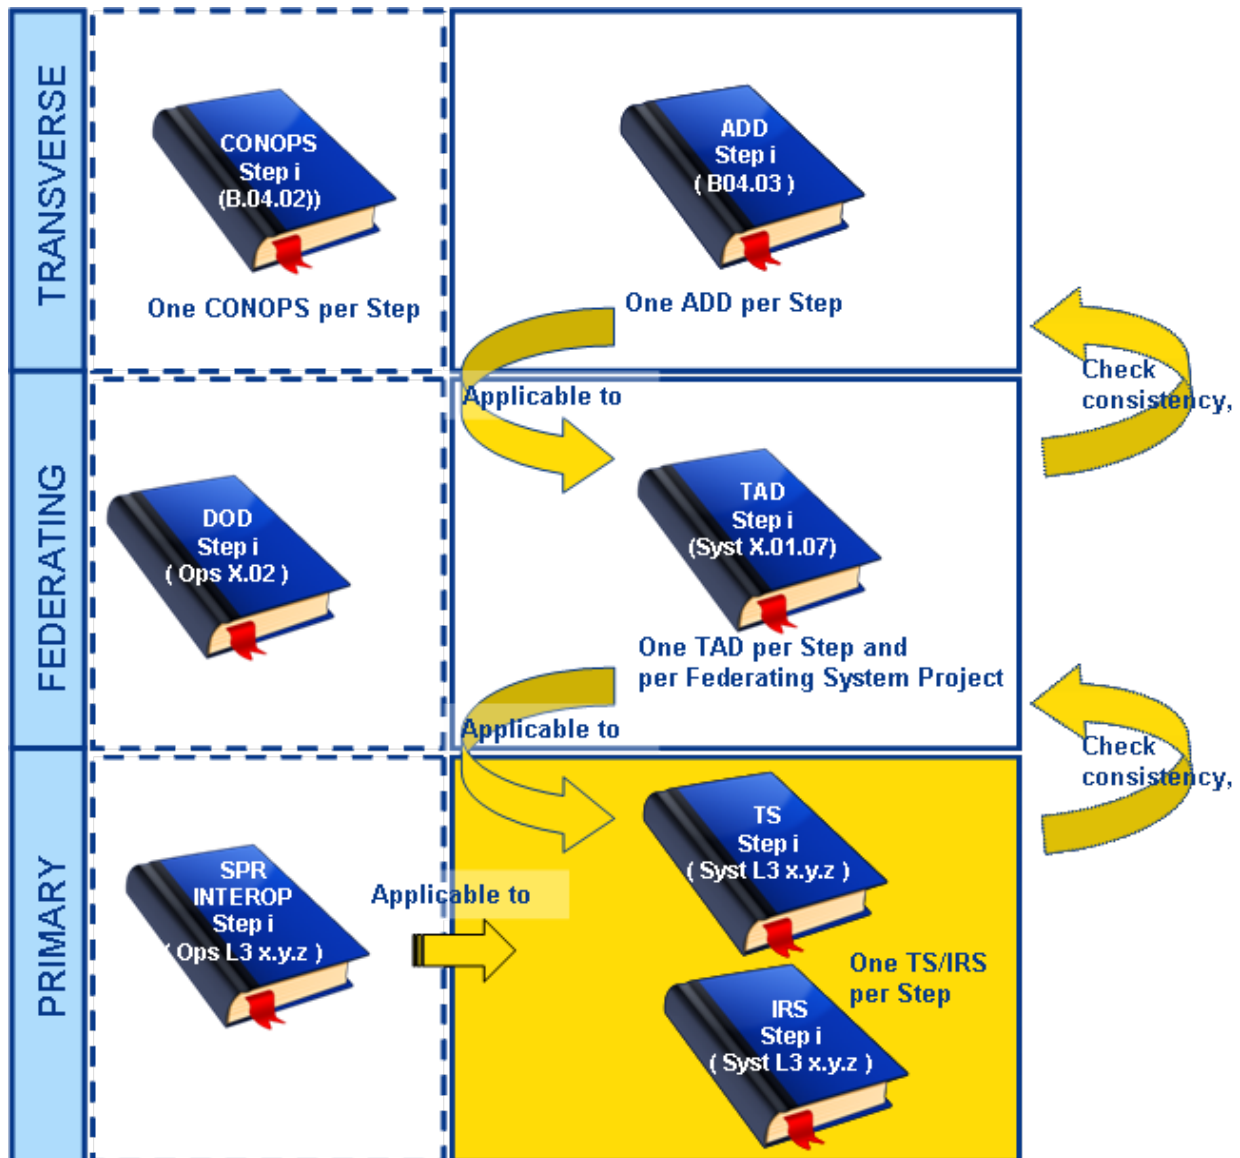 TRANSVERSE
CONOPS
Step i
(B.04.02))
One CONOPS per Step
ADD
Step i
( B04.03 )
One ADD per Step
Applicable to
Check
consistency,
FEDERATING
DOD
Step i
( Ops X.02 )
TAD
Step i
(Syst X.01.07)
One TAD per Step and
per Federating System Project
Applicable to
Check
consistency,
PRIMARY
SPR
INTEROP
Step i
( Ops L3 x.y.z )
Applicable to
TS
Step i
( Syst L3 x.y.z )
One TS/IRS
per Step
IRS
Step i
( Syst L3 x.y.z )